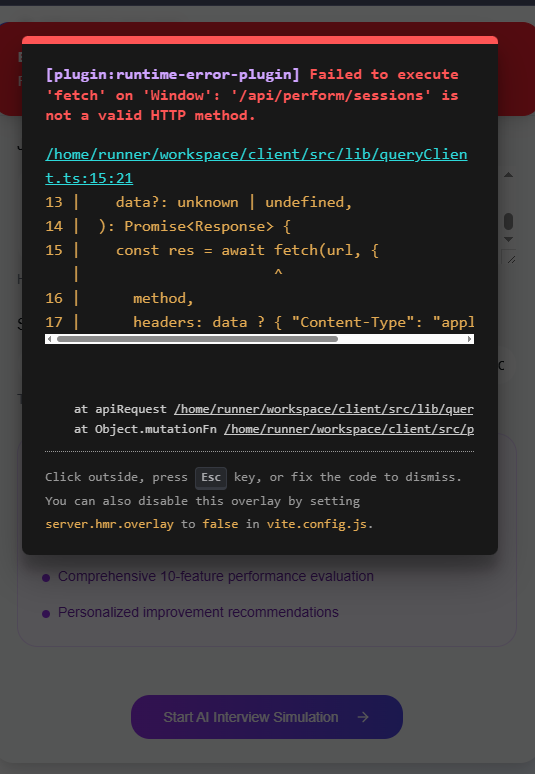 [plugin:runtime-error-plugin] Failed to execute
'fetch' on 'Window': '/api/perform/sessions' is
not a valid HTTP method.
/home/runner/workspace/client/src/lib/queryClien
t.ts:15:21
13 |    data?: unknown | undefined,
14 |  ): Promise<Response> {
15 |    const res = await fetch(url, {
   |                      ^
16 |      method,
17 |      headers: data ? { "Content-Type": "appl
at apiRequest /home/runner/workspace/client/src/lib/quer
at Object.mutationFn /home/runner/workspace/client/src/p
Click outside, press Esc key, or fix the code to dismiss.
You can also disable this overlay by setting
server.hmr.overlay to false in vite.config.js.
Comprehensive 10-feature performance evaluation
Personalized improvement recommendations
Start AI Interview Simulation